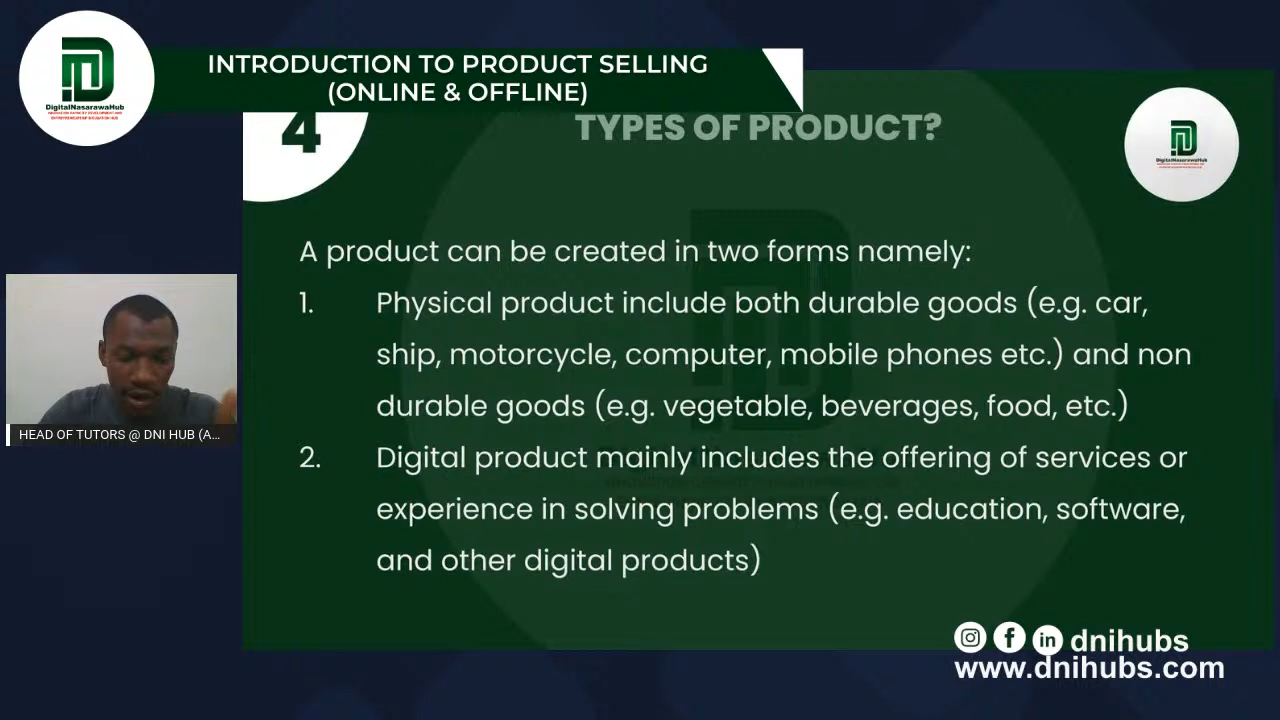 INTRODUCTION TO PRODUCT SELLING
(ONLINE & OFFLINE)
DigitalNasarawaHub
4
TYPES OF PRODUCT?
DigitalNasarawaHub
A product can be created in two forms namely:
1. Physical product include both durable goods (e.g. car,
ship, motorcycle, computer, mobile phones etc.) and non
durable goods (e.g. vegetable, beverages, food, etc.)
2. Digital product mainly includes the offering of services or
experience in solving problems (e.g. education, software,
and other digital products)
HEAD OF TUTORS @ DNI HUB (A...
dnihubs
www.dnihubs.com